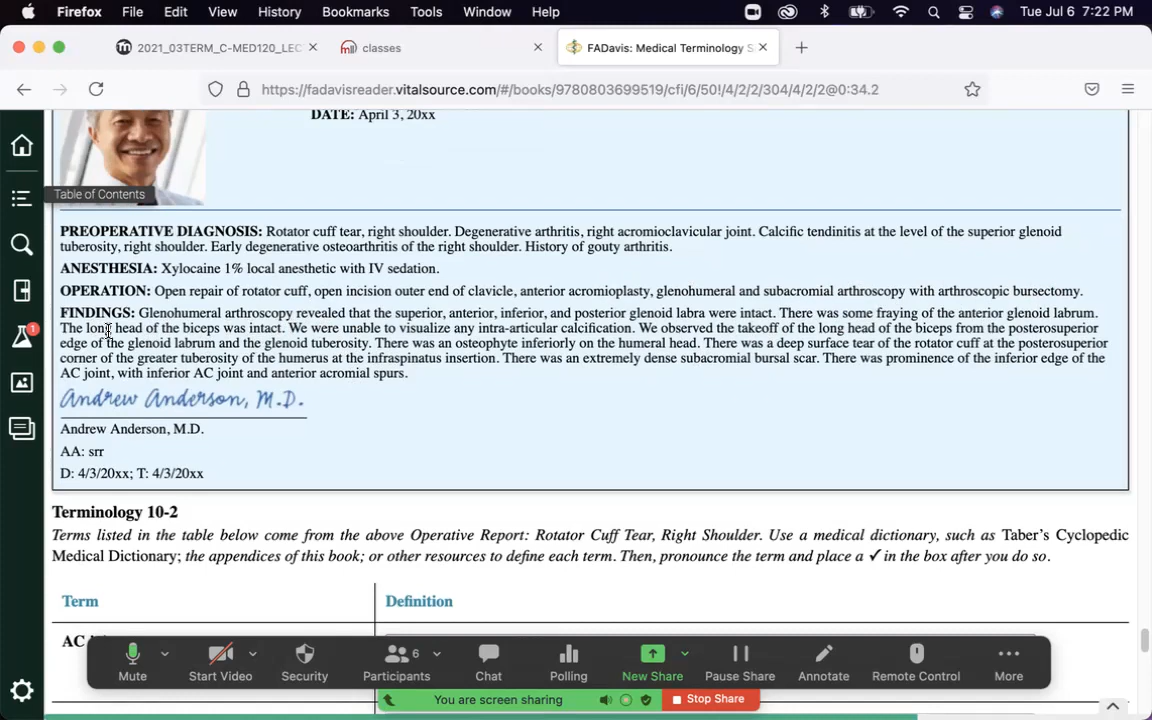 Firefox File Edit View History Bookmarks Tools Window Help Tue Jul 6 7:22 PM
2021_03TERM_C-MED120_LEC classes FADavis: Medical Terminology S
https://fadavisreader.vitalsource.com/#/books/9780803699519/cfi/6/50!/4/2/2/304/4/2/2@0:34.2
DATE: April 3, 20xx
Table of Contents
PREOPERATIVE DIAGNOSIS: Rotator cuff tear, right shoulder. Degenerative arthritis, right acromioclavicular joint. Calcific tendinitis at the level of the superior glenoid
tuberosity, right shoulder. Early degenerative osteoarthritis of the right shoulder. History of gouty arthritis.
ANESTHESIA: Xylocaine 1% local anesthetic with IV sedation.
OPERATION: Open repair of rotator cuff, open incision outer end of clavicle, anterior acromioplasty, glenohumeral and subacromial arthroscopy with arthroscopic bursectomy.
FINDINGS: Glenohumeral arthroscopy revealed that the superior, anterior, inferior, and posterior glenoid labra were intact. There was some fraying of the anterior glenoid labrum.
The long head of the biceps was intact. We were unable to visualize any intra-articular calcification. We observed the takeoff of the long head of the biceps from the posterosuperior
edge of the glenoid labrum and the glenoid tuberosity. There was an osteophyte inferiorly on the humeral head. There was a deep surface tear of the rotator cuff at the posterosuperior
corner of the greater tuberosity of the humerus at the infraspinatus insertion. There was an extremely dense subacromial bursal scar. There was prominence of the inferior edge of the
AC joint, with inferior AC joint and anterior acromial spurs.
Andrew Anderson, M.D.
Andrew Anderson, M.D.
AA: srr
D: 4/3/20xx; T: 4/3/20xx
1
Terminology 10-2
Terms listed in the table below come from the above Operative Report: Rotator Cuff Tear, Right Shoulder. Use a medical dictionary, such as Taber's Cyclopedic
Medical Dictionary; the appendices of this book; or other resources to define each term. Then, pronounce the term and place a ✓ in the box after you do so.
Term Definition
AC
6
Mute Start Video Security Participants Chat Polling New Share Pause Share Annotate Remote Control More
You are screen sharing Stop Share